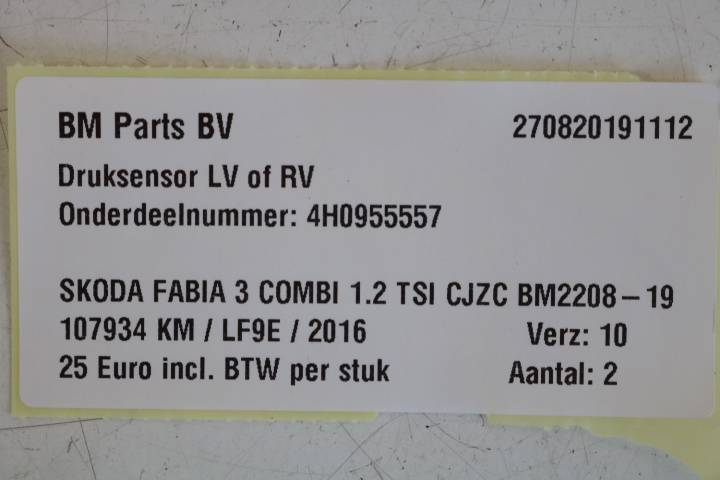 BM Parts BV 270820191112
Druksensor LV of RV
Onderdeelnummer: 4H0955557
SKODA FABIA 3 COMBI 1.2 TSI CJZC BM2208-19
107934 KM / LF9E / 2016 Verz: 10
25 Euro incl. BTW per stuk Aantal: 2